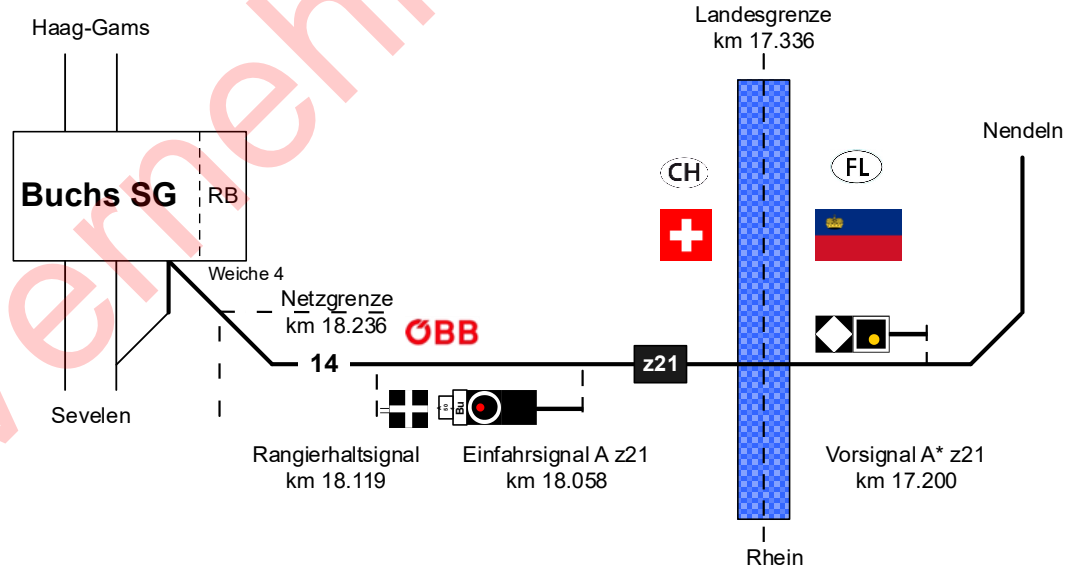 Haag-Gams
Landesgrenze
km 17.336
Nendeln
CH
FL
Buchs SG
RB
Weiche 4
Netzgrenze
km 18.236
ÖBB
14
z21
Bu
Rangierhaltsignal
km 18.119
Einfahrsignal A z21
km 18.058
Vorsignal A* z21
km 17.200
Sevelen
Rhein